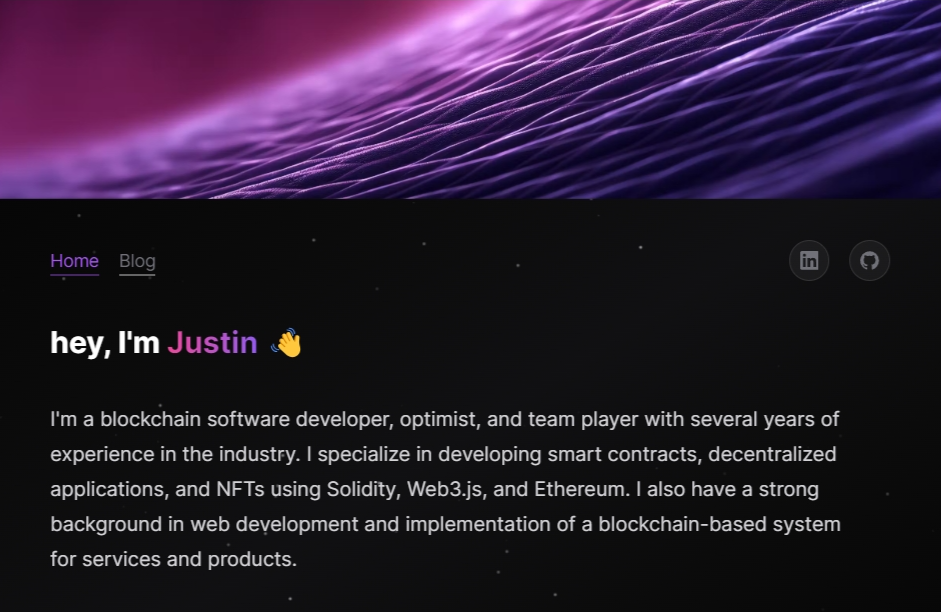 Home Blog
hey, I'm Justin 👋
I'm a blockchain software developer, optimist, and team player with several years of
experience in the industry. I specialize in developing smart contracts, decentralized
applications, and NFTs using Solidity, Web3.js, and Ethereum. I also have a strong
background in web development and implementation of a blockchain-based system
for services and products.